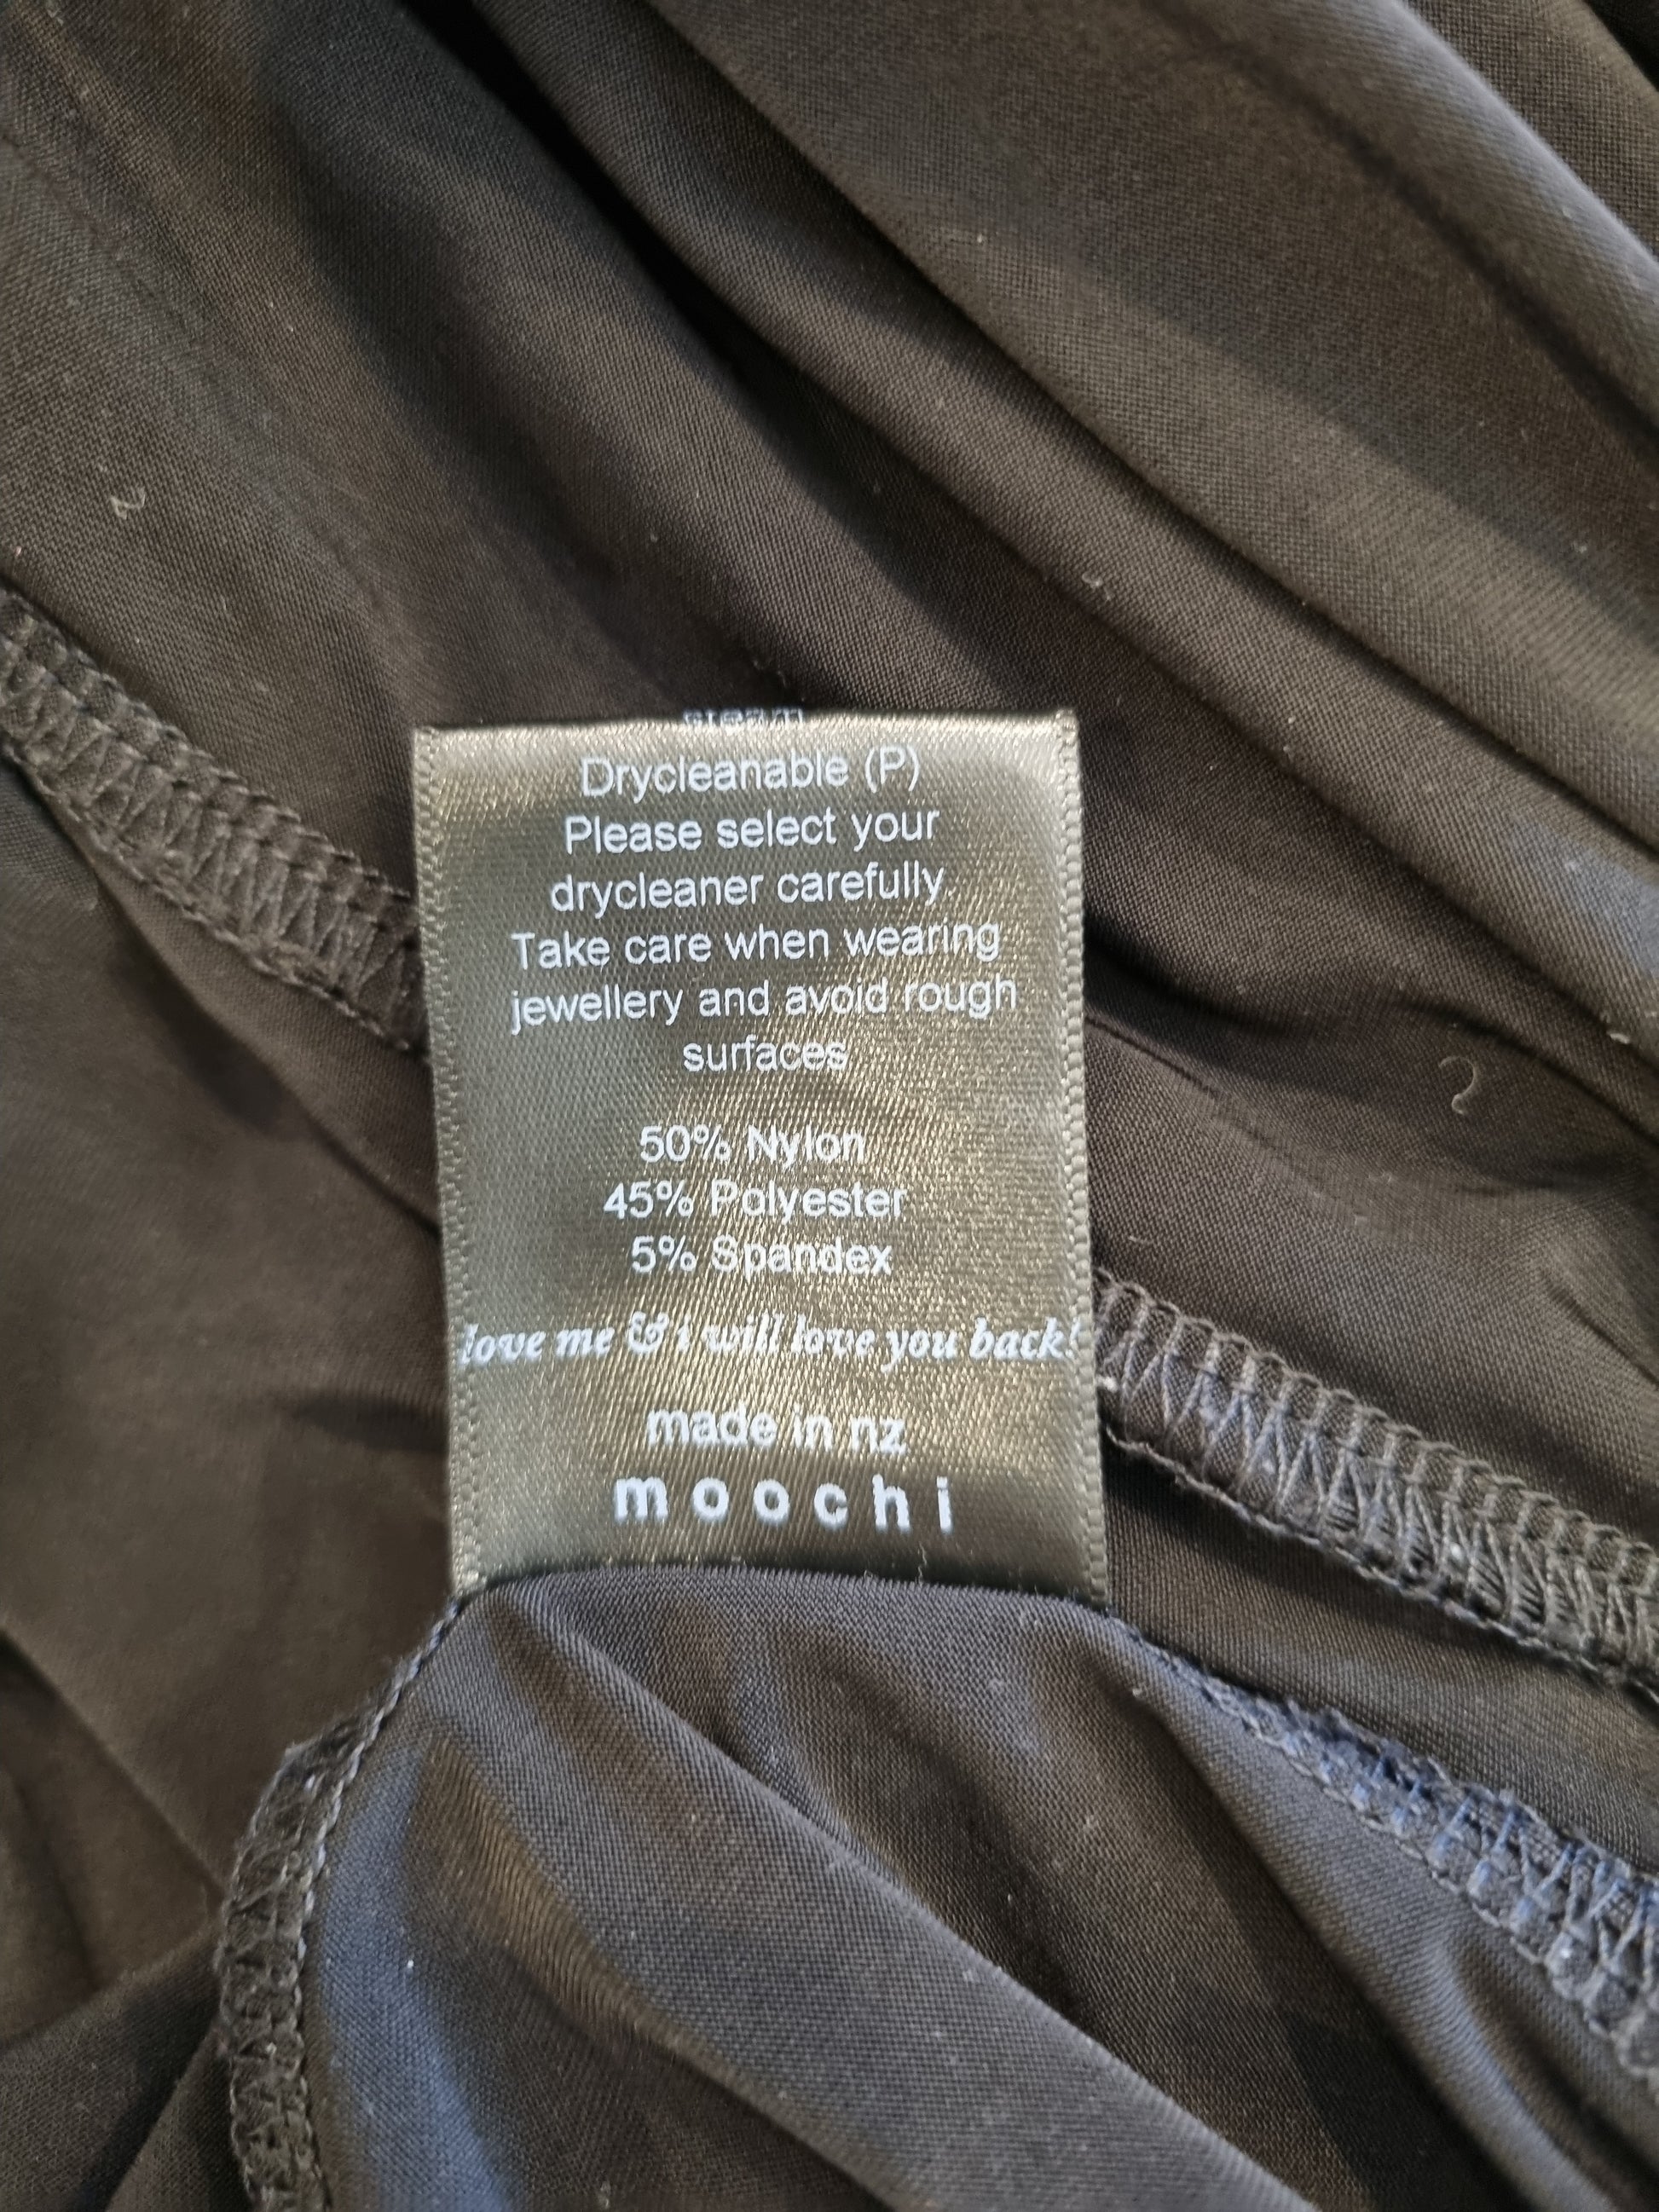 steam
Drycleanable (P)
Please select your
drycleaner carefully
Take care when wearing
jewellery and avoid rough
surfaces
50% Nylon
45% Polyester
5% Spandex
love me & i will love you back!
made in nz
moochi